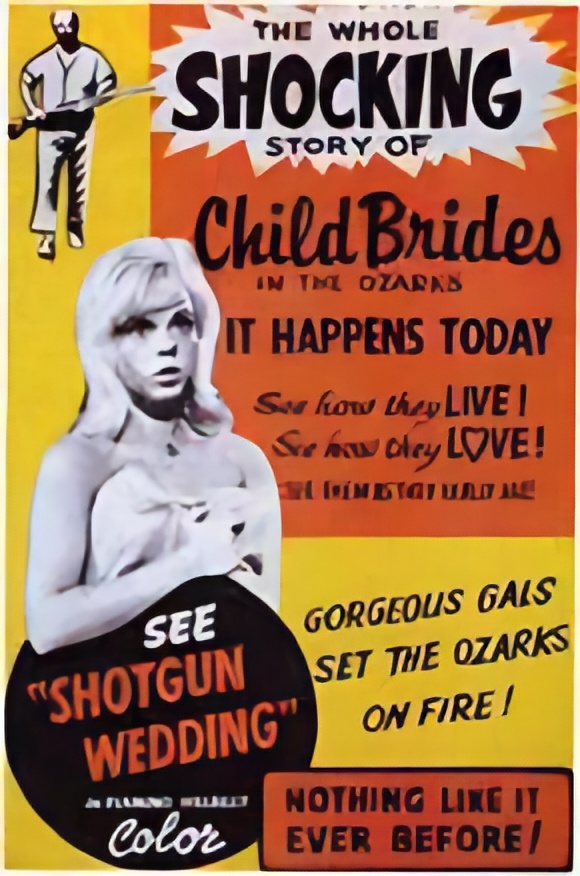 THE WHOLE
SHOCKING
STORY OF
Child Brides
IN THE OZARKS
IT HAPPENS TODAY
See how they LIVE!
See how they LOVE!
GORGEOUS GALS
SET THE OZARKS
ON FIRE!
SEE
"SHOTGUN
WEDDING"
Color
NOTHING LIKE IT
EVER BEFORE!